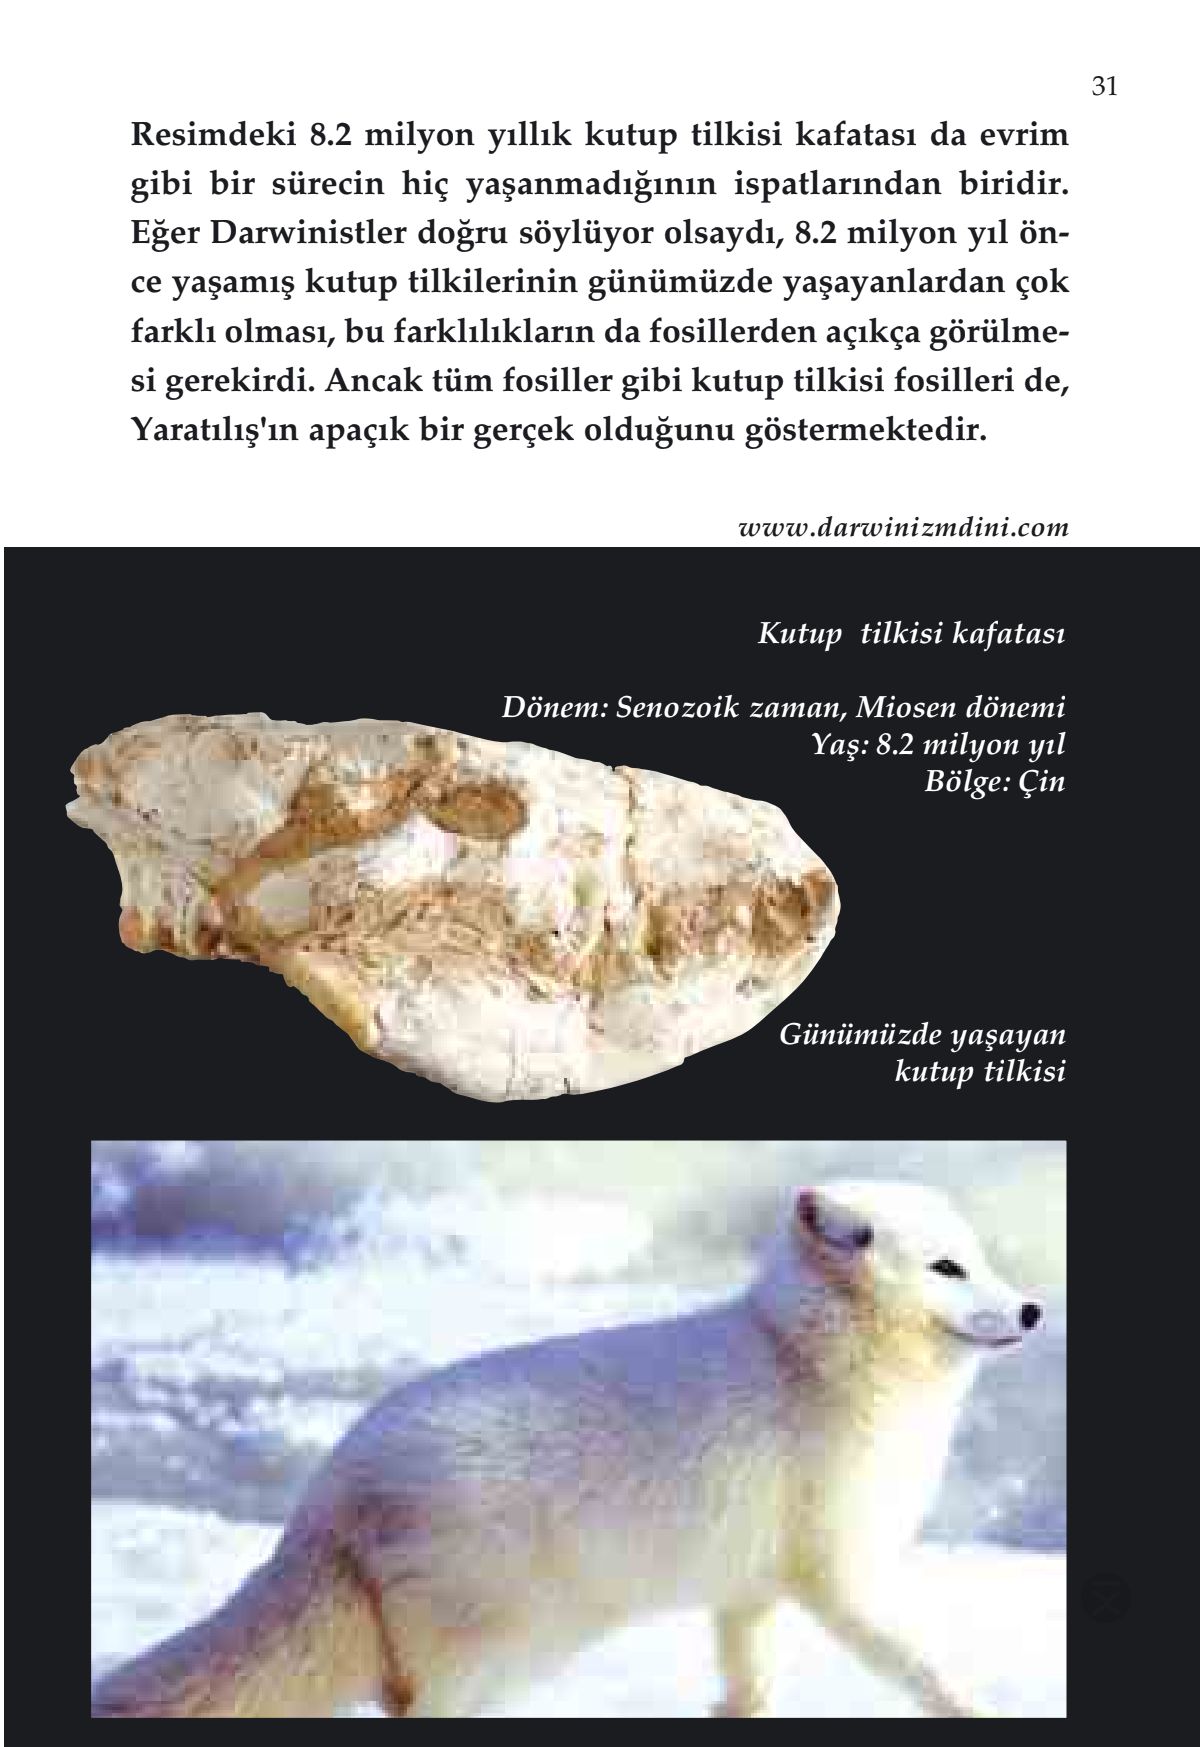 31
Resimdeki 8.2 milyon yıllık kutup tilkisi kafatası da evrim
gibi bir sürecin hiç yaşanmadığının ispatlarından biridir.
Eğer Darwinistler doğru söylüyor olsaydı, 8.2 milyon yıl ön-
ce yaşamış kutup tilkilerinin günümüzde yaşayanlardan çok
farklı olması, bu farklılıkların da fosillerden açıkça görülme-
si gerekirdi. Ancak tüm fosiller gibi kutup tilkisi fosilleri de,
Yaratılış'ın apaçık bir gerçek olduğunu göstermektedir.
www.darwinizmdini.com
Kutup tilkisi kafatası
Dönem: Senozoik zaman, Miosen dönemi
Yaş: 8.2 milyon yıl
Bölge: Çin
Günümüzde yaşayan
kutup tilkisi